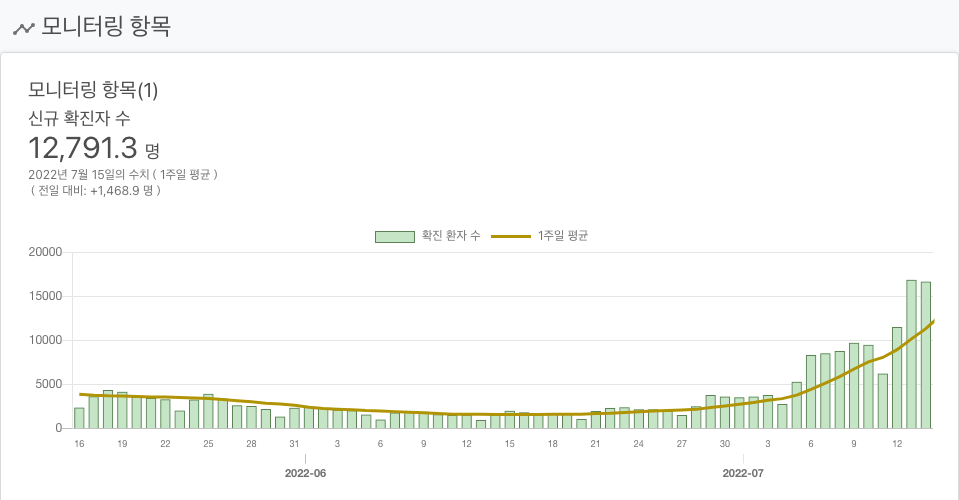 모니터링 항목
모니터링 항목(1)
신규 확진자 수
12,791.3 명
2022년 7월 15일의 수치 ( 1주일 평균 )
( 전일 대비: +1,468.9 명 )
확진 환자 수 1주일 평균
20000
15000
10000
5000
0
16 19 22 25 28 31 3 6 9 12 15 18 21 24 27 30 3 6 9 12
2022-06 2022-07